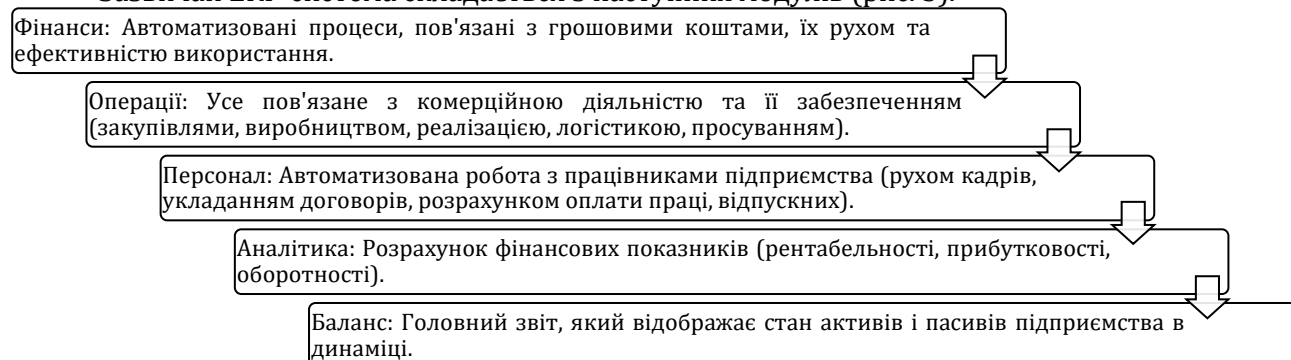 Фінанси: Автоматизовані процеси, пов'язані з грошовими коштами, їх рухом та
ефективністю використання.
Операції: Усе пов'язане з комерційною діяльністю та її забезпеченням
(закупівлями, виробництвом, реалізацією, логістикою, просуванням).
Персонал: Автоматизована робота з працівниками підприємства (рухом кадрів,
укладанням договорів, розрахунком оплати праці, відпускних).
Аналітика: Розрахунок фінансових показників (рентабельності, прибутковості,
оборотності).
Баланс: Головний звіт, який відображає стан активів і пасивів підприємства в
динаміці.